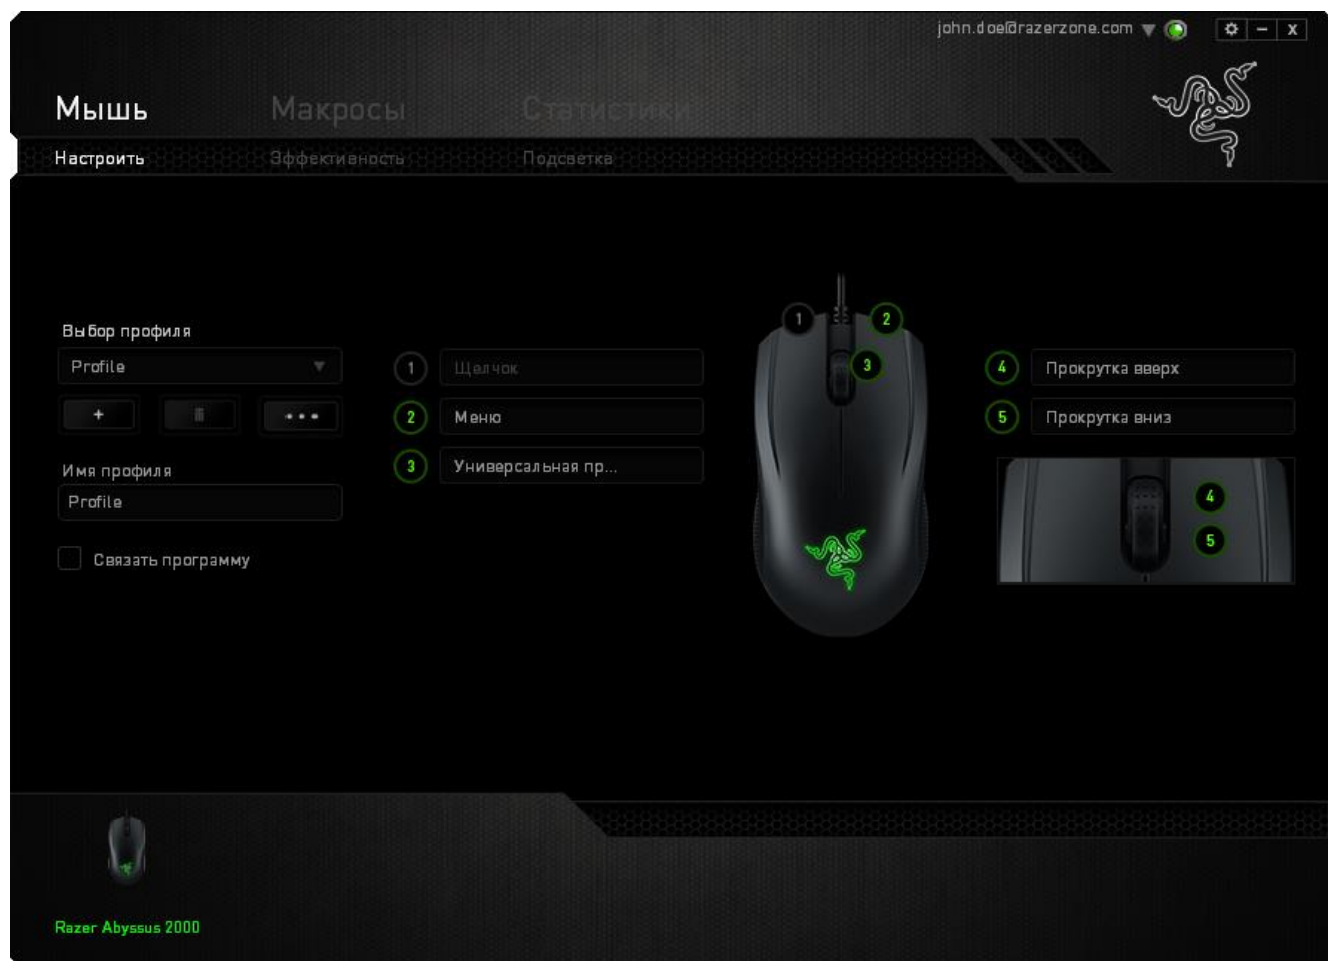 john.doe@razerzone.com
Мышь
Макросы
Статистики
Настроить
Эффективность
Подсветка
Выбор профиля
Profile
Имя профиля
Profile
Связать программу
1 Щелчок
2 Меню
3 Универсальная пр...
1
2
3
4 Прокрутка вверх
5 Прокрутка вниз
4
5
Razer Abyssus 2000